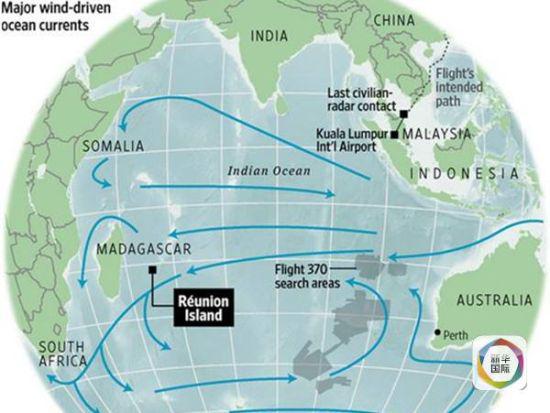 Major wind-driven
ocean currents
CHINA
INDIA
Flight's
intended
path
Last civilian-
radar contact
Kuala Lumpur
Int'l Airport
MALAYSIA
SOMALIA
Indian Ocean
INDONESIA
MADAGASCAR
Flight 370
search areas
Réunion
Island
AUSTRALIA
Perth
SOUTH
AFRICA
新华
国际